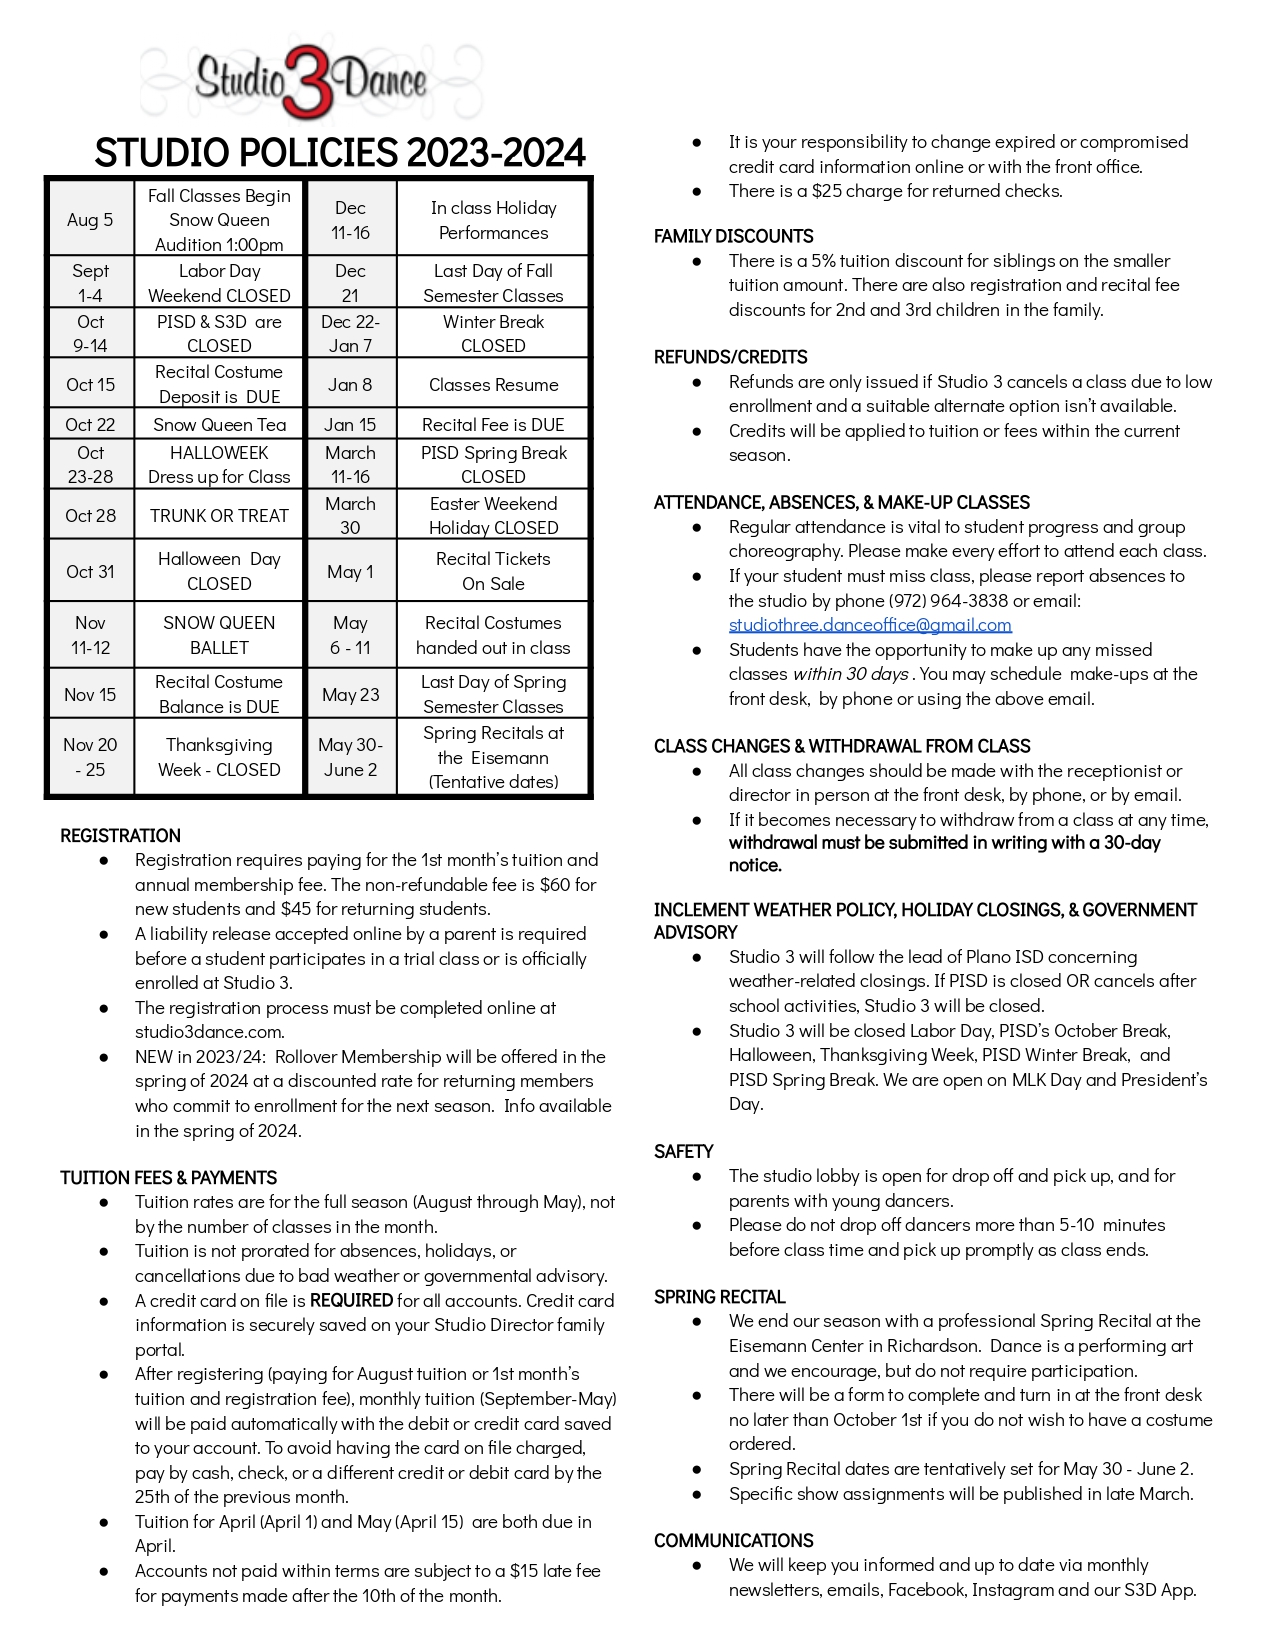 Studio 3 Dance
STUDIO POLICIES 2023-2024
Aug 5
Fall Classes Begin
Snow Queen
Audition 1:00pm
Dec
11-16
In class Holiday
Performances
Sept
1-4
Labor Day
Weekend CLOSED
Dec
21
Last Day of Fall
Semester Classes
Oct
9-14
PISD & S3D are
CLOSED
Dec 22-
Jan 7
Winter Break
CLOSED
Oct 15
Recital Costume
Deposit is DUE
Jan 8
Classes Resume
Oct 22
Snow Queen Tea
Jan 15
Recital Fee is DUE
Oct
23-28
HALLOWEEK
Dress up for Class
March
11-16
PISD Spring Break
CLOSED
Oct 28
TRUNK OR TREAT
March
30
Easter Weekend
Holiday CLOSED
Oct 31
Halloween Day
CLOSED
May 1
Recital Tickets
On Sale
Nov
11-12
SNOW QUEEN
BALLET
May
6 - 11
Recital Costumes
handed out in class
Nov 15
Recital Costume
Balance is DUE
May 23
Last Day of Spring
Semester Classes
Nov 20
- 25
Thanksgiving
Week - CLOSED
May 30-
June 2
Spring Recitals at
the Eisemann
(Tentative dates)
REGISTRATION
● Registration requires paying for the 1st month's tuition and
annual membership fee. The non-refundable fee is $60 for
new students and $45 for returning students.
● A liability release accepted online by a parent is required
before a student participates in a trial class or is officially
enrolled at Studio 3.
● The registration process must be completed online at
studio3dance.com.
● NEW in 2023/24: Rollover Membership will be offered in the
spring of 2024 at a discounted rate for returning members
who commit to enrollment for the next season. Info available
in the spring of 2024.
TUITION FEES & PAYMENTS
● Tuition rates are for the full season (August through May), not
by the number of classes in the month.
● Tuition is not prorated for absences, holidays, or
cancellations due to bad weather or governmental advisory.
● A credit card on file is REQUIRED for all accounts. Credit card
information is securely saved on your Studio Director family
portal.
● After registering (paying for August tuition or 1st month's
tuition and registration fee), monthly tuition (September-May)
will be paid automatically with the debit or credit card saved
to your account. To avoid having the card on file charged,
pay by cash, check, or a different credit or debit card by the
25th of the previous month.
● Tuition for April (April 1) and May (April 15) are both due in
April.
● Accounts not paid within terms are subject to a $15 late fee
for payments made after the 10th of the month.
● It is your responsibility to change expired or compromised
credit card information online or with the front office.
● There is a $25 charge for returned checks.
FAMILY DISCOUNTS
● There is a 5% tuition discount for siblings on the smaller
tuition amount. There are also registration and recital fee
discounts for 2nd and 3rd children in the family.
REFUNDS/CREDITS
● Refunds are only issued if Studio 3 cancels a class due to low
enrollment and a suitable alternate option isn't available.
● Credits will be applied to tuition or fees within the current
season.
ATTENDANCE, ABSENCES, & MAKE-UP CLASSES
● Regular attendance is vital to student progress and group
choreography. Please make every effort to attend each class.
● If your student must miss class, please report absences to
the studio by phone (972) 964-3838 or email:
studiothree.danceoffice@gmail.com
● Students have the opportunity to make up any missed
classes within 30 days . You may schedule make-ups at the
front desk, by phone or using the above email.
CLASS CHANGES & WITHDRAWAL FROM CLASS
● All class changes should be made with the receptionist or
director in person at the front desk, by phone, or by email.
● If it becomes necessary to withdraw from a class at any time,
withdrawal must be submitted in writing with a 30-day
notice.
INCLEMENT WEATHER POLICY, HOLIDAY CLOSINGS, & GOVERNMENT
ADVISORY
● Studio 3 will follow the lead of Plano ISD concerning
weather-related closings. If PISD is closed OR cancels after
school activities, Studio 3 will be closed.
● Studio 3 will be closed Labor Day, PISD's October Break,
Halloween, Thanksgiving Week, PISD Winter Break, and
PISD Spring Break. We are open on MLK Day and President's
Day.
SAFETY
● The studio lobby is open for drop off and pick up, and for
parents with young dancers.
● Please do not drop off dancers more than 5-10 minutes
before class time and pick up promptly as class ends.
SPRING RECITAL
● We end our season with a professional Spring Recital at the
Eisemann Center in Richardson. Dance is a performing art
and we encourage, but do not require participation.
● There will be a form to complete and turn in at the front desk
no later than October 1st if you do not wish to have a costume
ordered.
● Spring Recital dates are tentatively set for May 30 - June 2.
● Specific show assignments will be published in late March.
COMMUNICATIONS
● We will keep you informed and up to date via monthly
newsletters, emails, Facebook, Instagram and our S3D App.